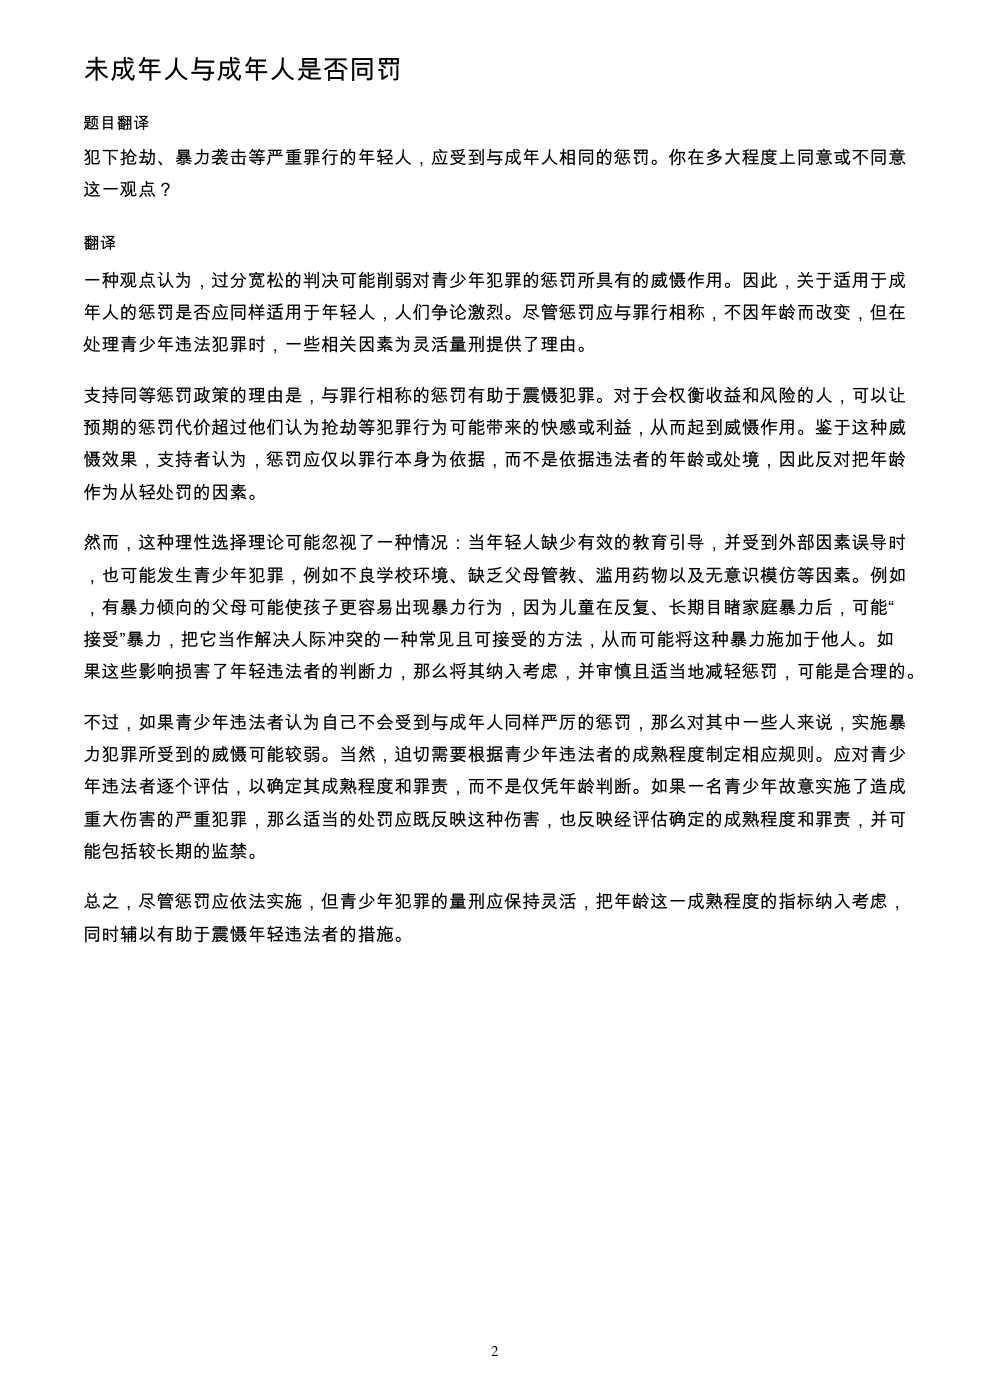 未成年人与成年人是否同罚
题目翻译
犯下抢劫、暴力袭击等严重罪行的年轻人，应受到与成年人相同的惩罚。你在多大程度上同意或不同意
这一观点？
翻译
一种观点认为，过分宽松的判决可能削弱对青少年犯罪的惩罚所具有的威慑作用。因此，关于适用于成
年人的惩罚是否应同样适用于年轻人，人们争论激烈。尽管惩罚应与罪行相称，不因年龄而改变，但在
处理青少年违法犯罪时，一些相关因素为灵活量刑提供了理由。
支持同等惩罚政策的理由是，与罪行相称的惩罚有助于震慑犯罪。对于会权衡收益和风险的人，可以让
预期的惩罚代价超过他们认为抢劫等犯罪行为可能带来的快感或利益，从而起到威慑作用。鉴于这种威
慑效果，支持者认为，惩罚应仅以罪行本身为依据，而不是依据违法者的年龄或处境，因此反对把年龄
作为从轻处罚的因素。
然而，这种理性选择理论可能忽视了一种情况：当年轻人缺少有效的教育引导，并受到外部因素误导时
，也可能发生青少年犯罪，例如不良学校环境、缺乏父母管教、滥用药物以及无意识模仿等因素。例如
，有暴力倾向的父母可能使孩子更容易出现暴力行为，因为儿童在反复、长期目睹家庭暴力后，可能“
接受”暴力，把它当作解决人际冲突的一种常见且可接受的方法，从而可能将这种暴力施加于他人。如
果这些影响损害了年轻违法者的判断力，那么将其纳入考虑，并审慎且适当地减轻惩罚，可能是合理的。
不过，如果青少年违法者认为自己不会受到与成年人同样严厉的惩罚，那么对其中一些人来说，实施暴
力犯罪所受到的威慑可能较弱。当然，迫切需要根据青少年违法者的成熟程度制定相应规则。应对青少
年违法者逐个评估，以确定其成熟程度和罪责，而不是仅凭年龄判断。如果一名青少年故意实施了造成
重大伤害的严重犯罪，那么适当的处罚应既反映这种伤害，也反映经评估确定的成熟程度和罪责，并可
能包括较长期的监禁。
总之，尽管惩罚应依法实施，但青少年犯罪的量刑应保持灵活，把年龄这一成熟程度的指标纳入考虑，
同时辅以有助于震慑年轻违法者的措施。
2